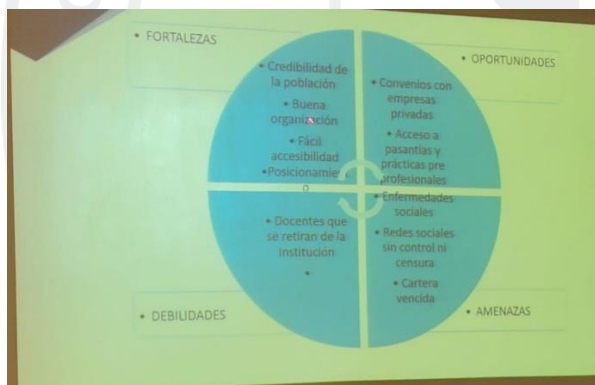 • FORTALEZAS
• Credibilidad de
la población
• Buena
organización
• Fácil
accesibilidad
•Posicionamie
o
• OPORTUNIDADES
• Convenios con
empresas
privadas
• Acceso a
pasantías y
prácticas pre
profesionales
• DEBILIDADES
• Docentes que
se retiran de la
Institución
•
• Enfermedades
sociales
• Redes sociales
sin control ni
censura
• Cartera
vencida
• AMENAZAS